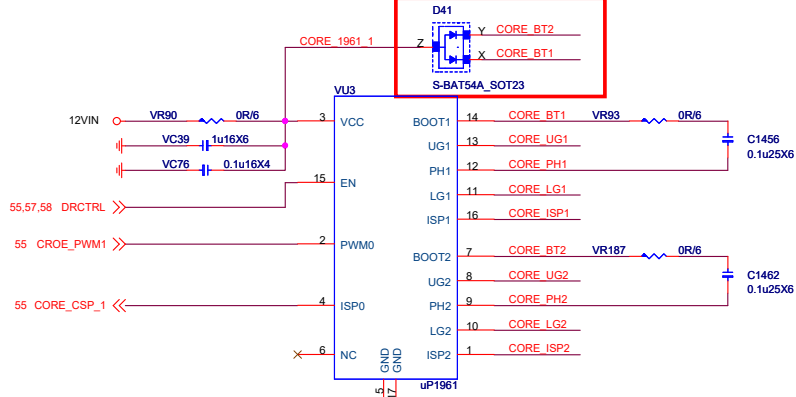 D41
CORE_1961_1
Z
Y
CORE_BT2
X
CORE_BT1
S-BAT54A_SOT23
VU3
12VIN
VR90
0R/6
3
VCC
BOOT1
14
CORE_BT1
VR93
0R/6
VC39
1u16X6
UG1
13
CORE_UG1
C1456
0.1u25X6
VC76
0.1u16X4
PH1
12
CORE_PH1
15
EN
LG1
11
CORE_LG1
55,57,58 DRCTRL
ISP1
16
CORE_ISP1
55 CROE_PWM1
2
PWM0
BOOT2
7
CORE_BT2
VR187
0R/6
UG2
8
CORE_UG2
C1462
0.1u25X6
55 CORE_CSP_1
4
ISP0
PH2
9
CORE_PH2
LG2
10
CORE_LG2
6
NC
ISP2
1
CORE_ISP2
GND
GND
uP1961
5